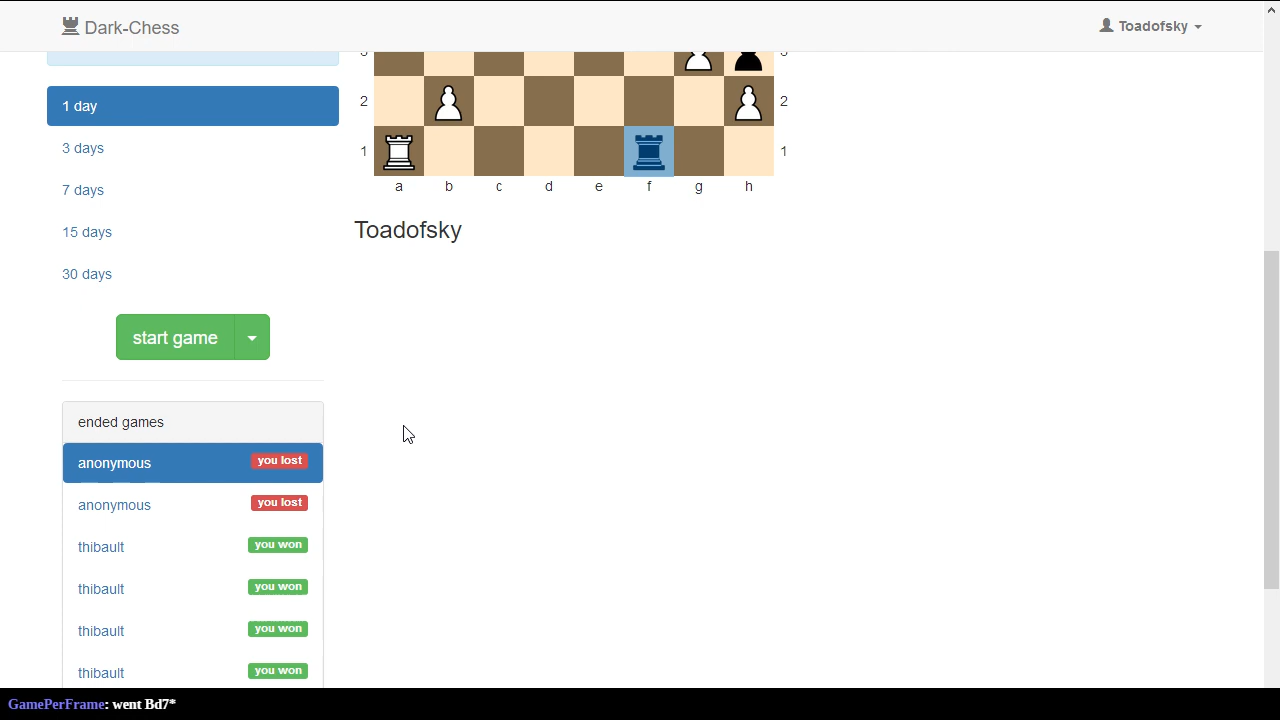 Dark-Chess
Toadofsky
1 day
2 2
1 1
a b c d e f g h
3 days
7 days
15 days
Toadofsky
30 days
start game
ended games
anonymous you lost
anonymous you lost
thibault you won
thibault you won
thibault you won
thibault you won
GamePerFrame: went Bd7*